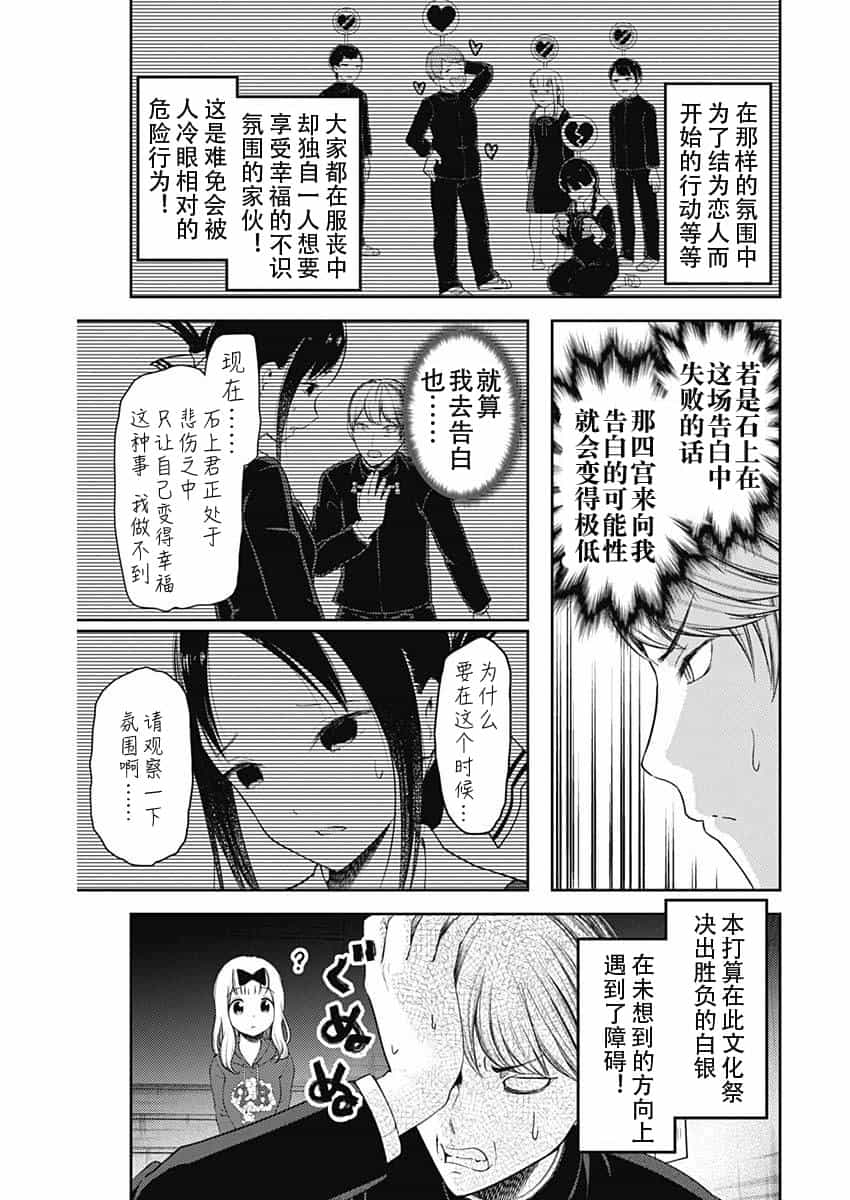 在那样的氛围中
为了结为恋人而
开始的行动等等
大家都在服丧中
却独自一人想要
享受幸福的不识
氛围的家伙！
这是难免会被
人冷眼相对的
危险行为！
若是石上在
这场告白中
失败的话
那四宫来向我
告白的可能性
就会变得极低
就算
我去告白
也……
现在……
石上君正处于
悲伤之中
只让自己变得幸福
这种事 我做不到
为什么
要在这个时候…
请观察一下
氛围啊……
本打算在此文化祭
决出胜负的白银
在未想到的方向上
遇到了障碍！
ぐぬぬ
？